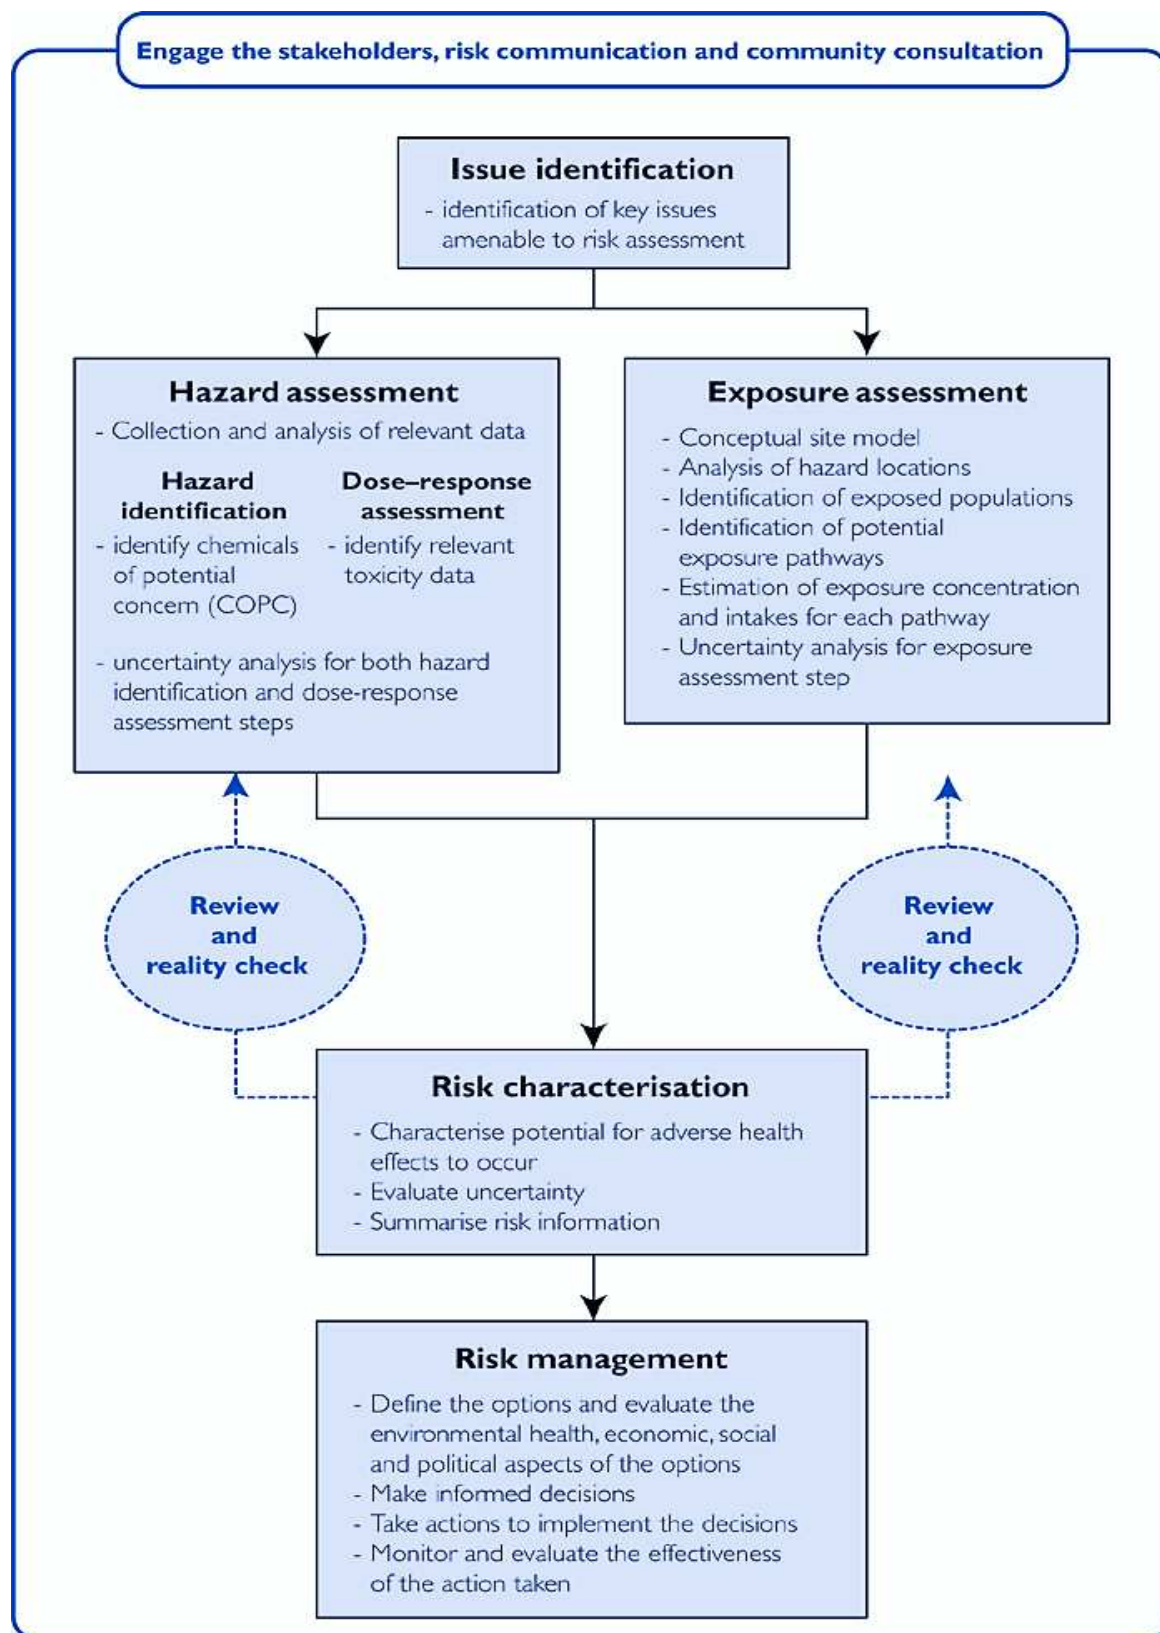 Engage the stakeholders, risk communication and community consultation
Issue identification
- identification of key issues
amenable to risk assessment
Hazard assessment
- Collection and analysis of relevant data
Hazard
identification
- identify chemicals
of potential
concern (COPC)
Dose–response
assessment
- identify relevant
toxicity data
- uncertainty analysis for both hazard
identification and dose-response
assessment steps
Exposure assessment
- Conceptual site model
- Analysis of hazard locations
- Identification of exposed populations
- Identification of potential
exposure pathways
- Estimation of exposure concentration
and intakes for each pathway
- Uncertainty analysis for exposure
assessment step
Review
and
reality check
Review
and
reality check
Risk characterisation
- Characterise potential for adverse health
effects to occur
- Evaluate uncertainty
- Summarise risk information
Risk management
- Define the options and evaluate the
environmental health, economic, social
and political aspects of the options
- Make informed decisions
- Take actions to implement the decisions
- Monitor and evaluate the effectiveness
of the action taken